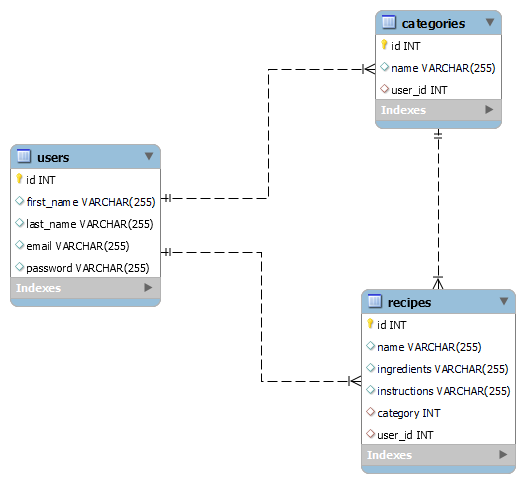 categories
id INT
name VARCHAR(255)
user_id INT
Indexes
users
id INT
first_name VARCHAR(255)
last_name VARCHAR(255)
email VARCHAR(255)
password VARCHAR(255)
Indexes
recipes
id INT
name VARCHAR(255)
ingredients VARCHAR(255)
instructions VARCHAR(255)
category INT
user_id INT
Indexes